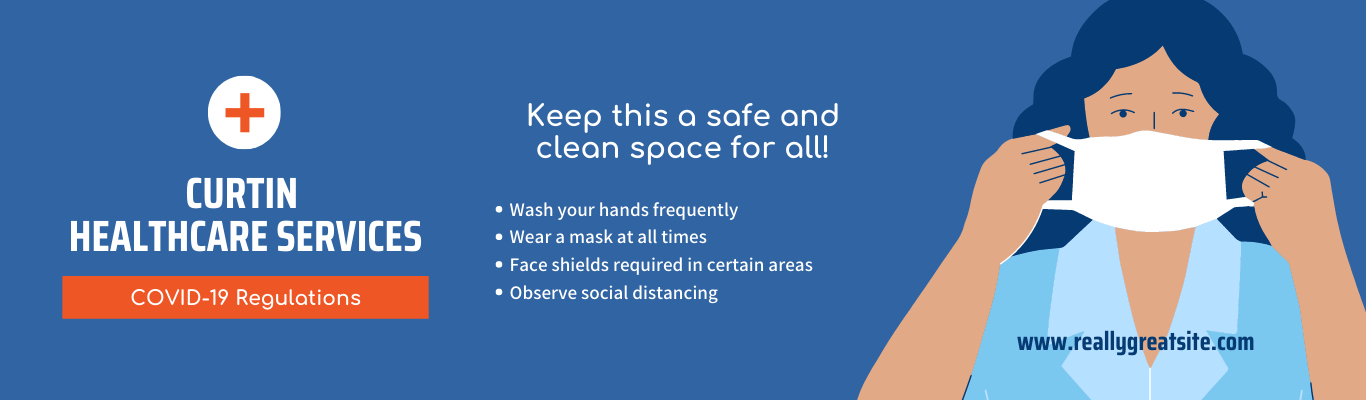 CURTIN
HEALTHCARE SERVICES
COVID-19 Regulations
Keep this a safe and
clean space for all!
• Wash your hands frequently
• Wear a mask at all times
• Face shields required in certain areas
• Observe social distancing
www.reallygreatsite.com